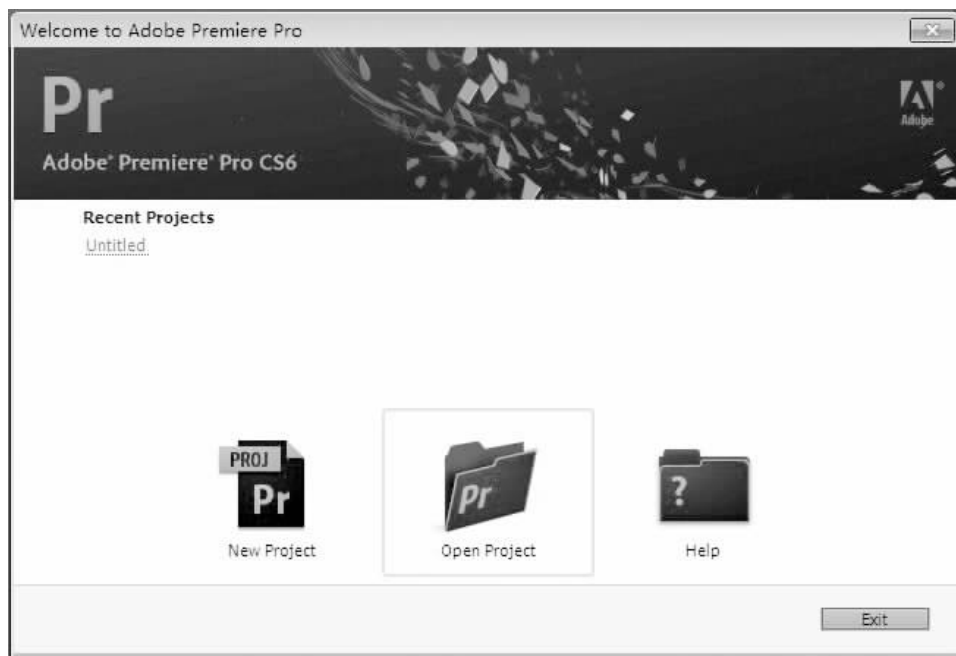 Welcome to Adobe Premiere Pro
Pr
Adobe® Premiere® Pro CS6
Adobe®
Recent Projects
Untitled
PROJ
Pr
Pr
?
New Project
Open Project
Help
Exit